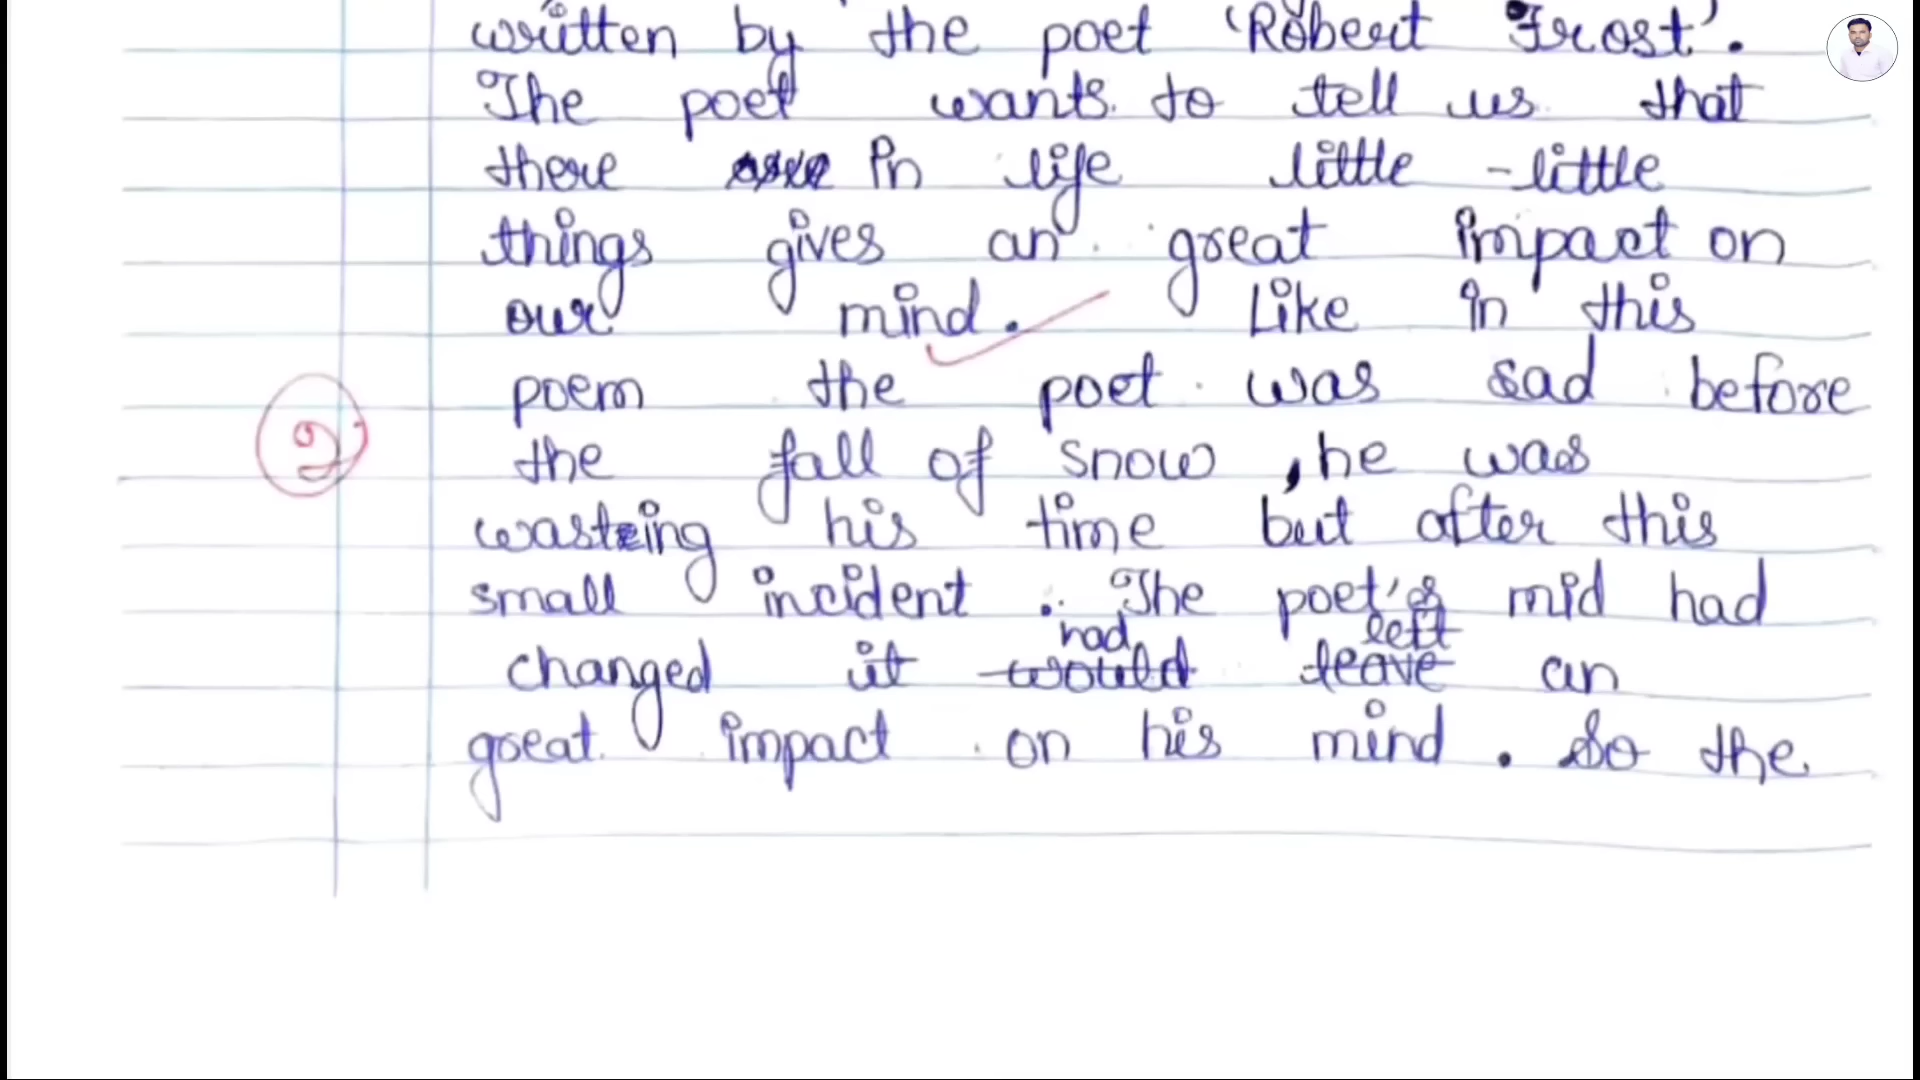 written by the poet 'Robert Frost'.
The poet wants to tell us that
there in life little -little
things gives an great impact on
our mind. Like in this
poem the poet was sad before
2
the fall of snow , he was
wasting his time but after this
small incident . The poet's mid had
had left
changed it would leave an
great impact on his mind . So the